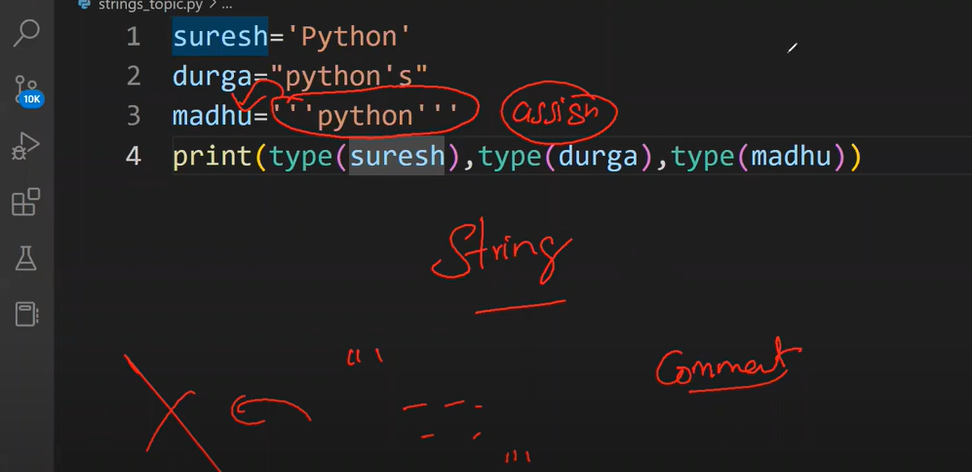 strings_topic.py > ...
1 suresh='Python'
2 durga="python's"
3 madhu='''python''' assish
4 print(type(suresh),type(durga),type(madhu))
10K
String
"'
Comment
'''